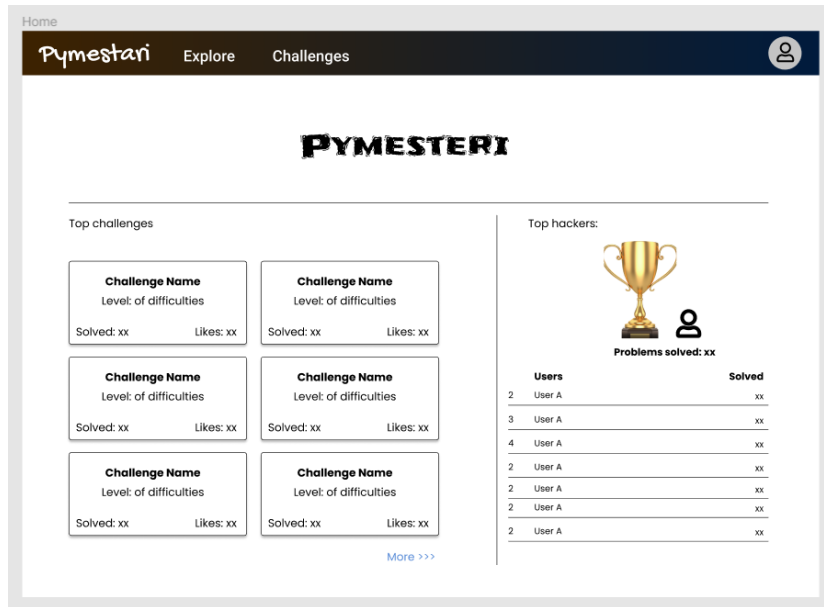 Home
Pymestari Explore Challenges
PYMESTERI
Top challenges
Challenge Name
Level: of difficulties
Solved: xx Likes: xx
Challenge Name
Level: of difficulties
Solved: xx Likes: xx
Challenge Name
Level: of difficulties
Solved: xx Likes: xx
Challenge Name
Level: of difficulties
Solved: xx Likes: xx
Challenge Name
Level: of difficulties
Solved: xx Likes: xx
Challenge Name
Level: of difficulties
Solved: xx Likes: xx
More >>>
Top hackers:
Problems solved: xx
Users Solved
2 User A xx
3 User A xx
4 User A xx
2 User A xx
2 User A xx
2 User A xx
2 User A xx